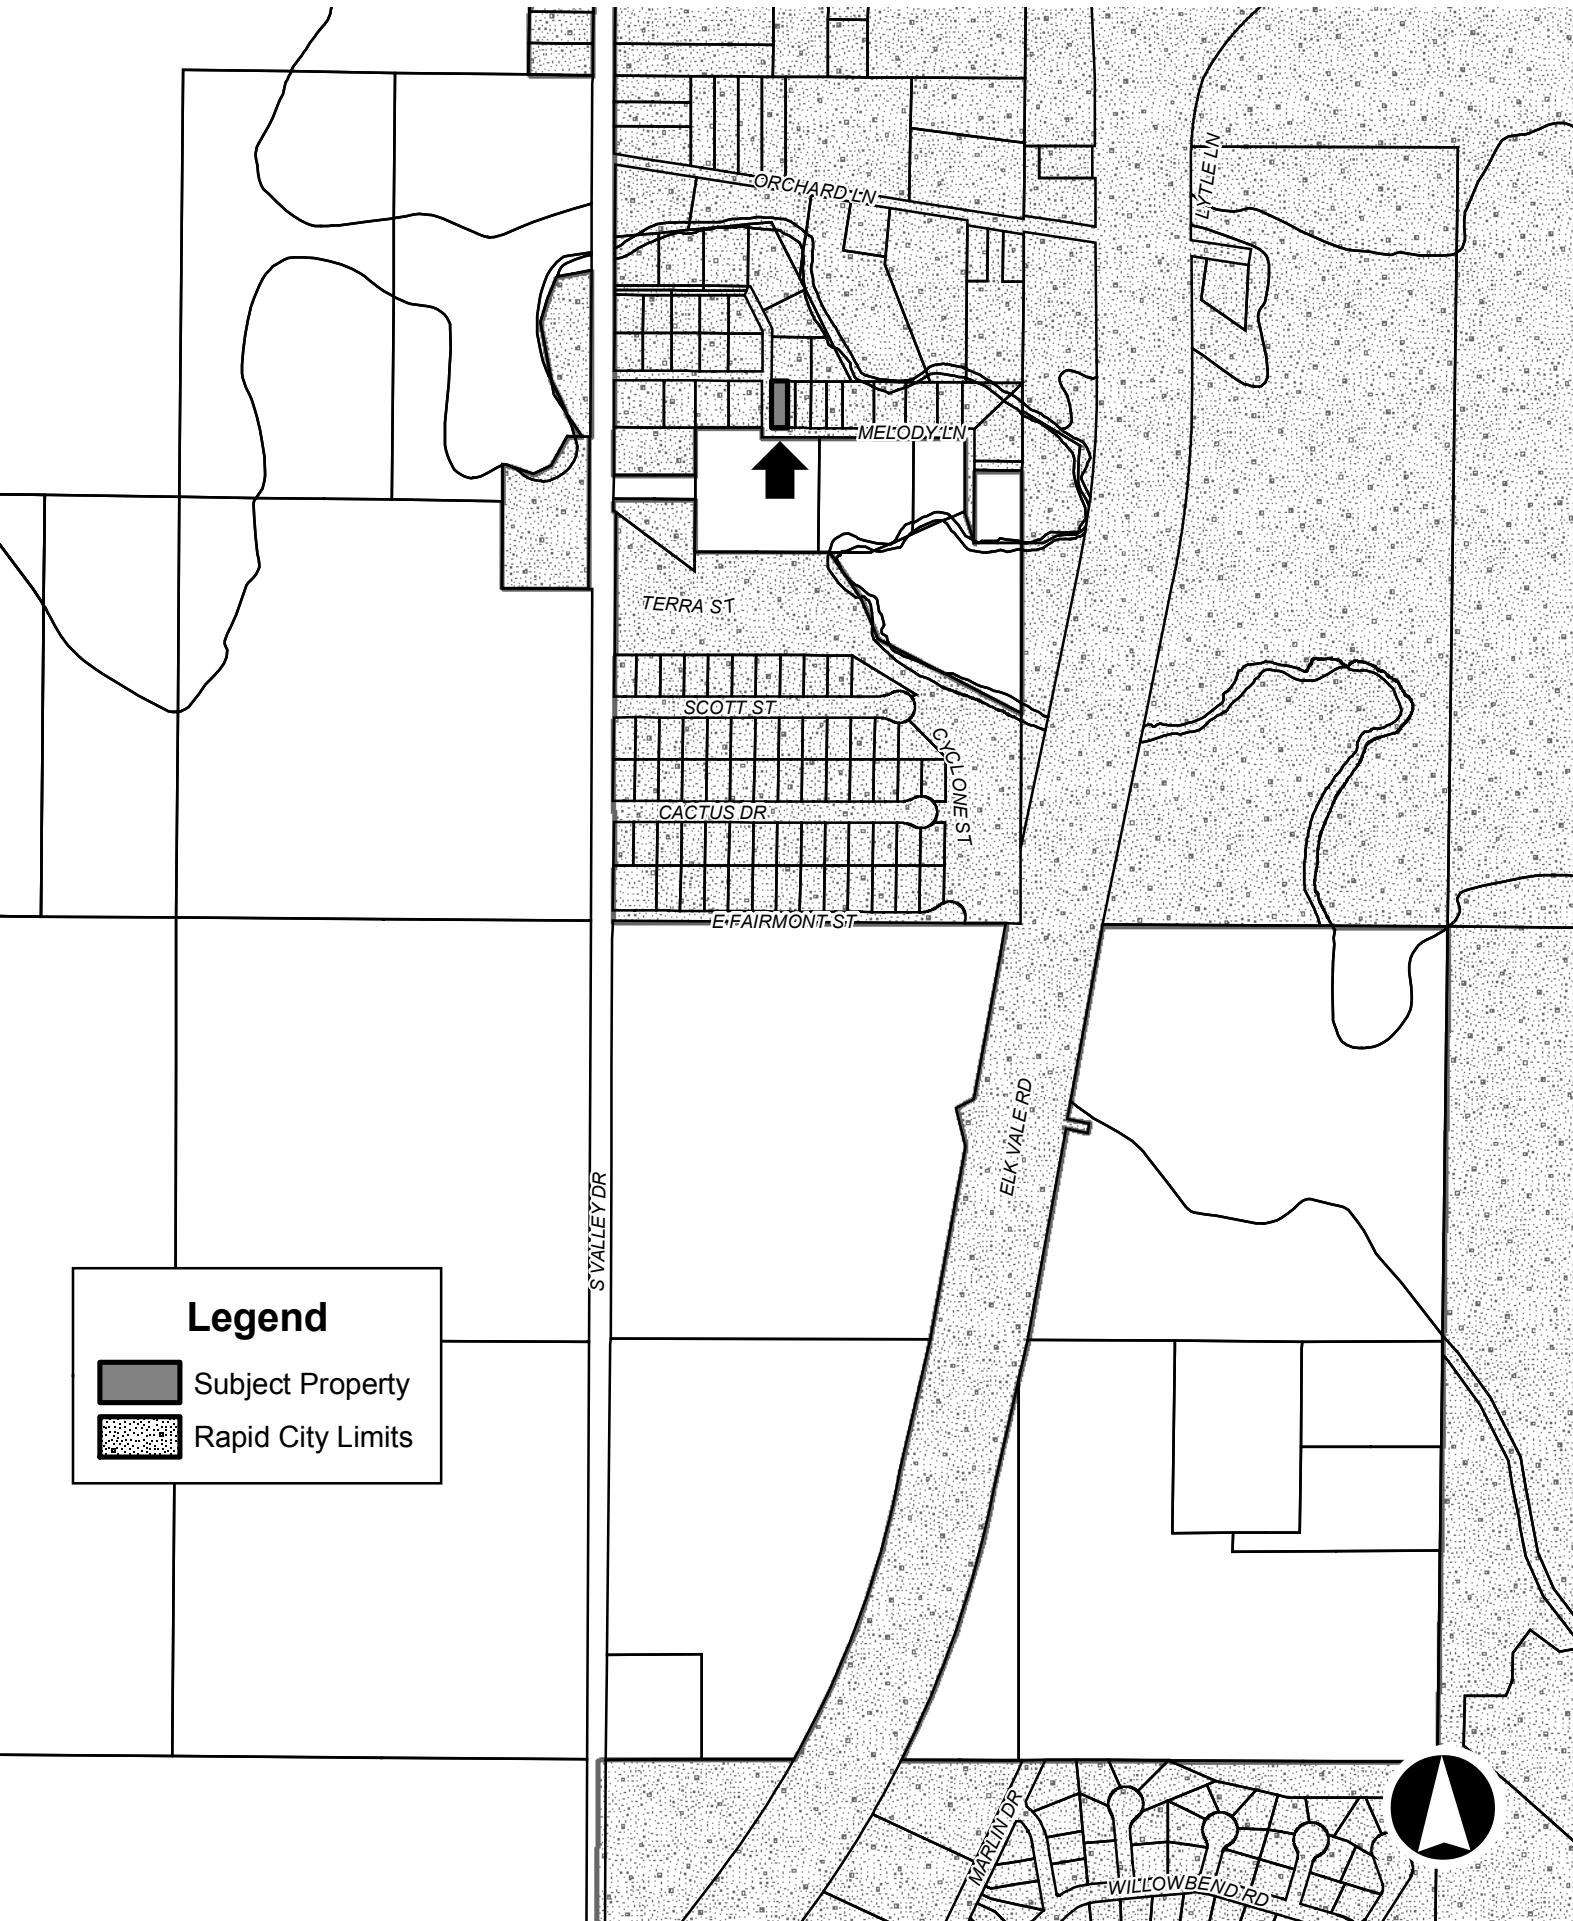 LYTLE LN
ORCHARD LN
MELODY LN
TERRA ST
SCOTT ST
CYCLONE ST
CACTUS DR
E FAIRMONT ST
ELK VALE RD
S VALLEY DR
Legend
Subject Property
Rapid City Limits
MARLIN DR
WILLOWBEND RD